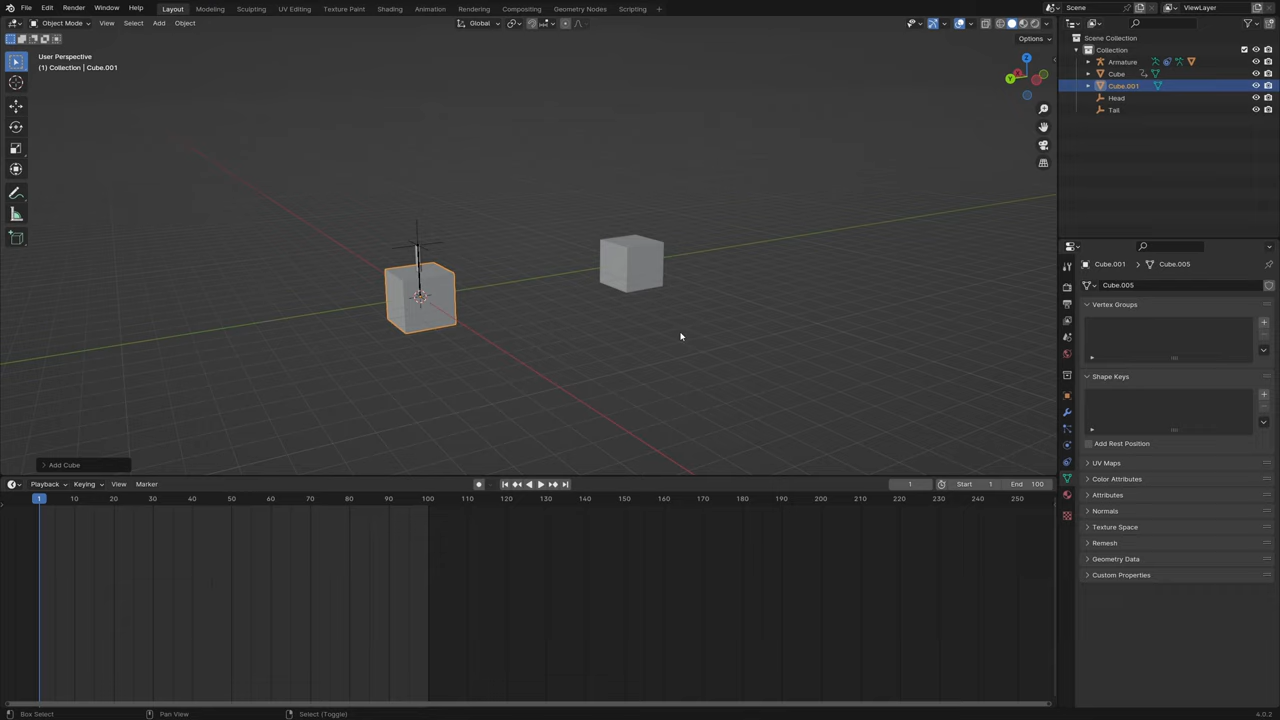 File Edit Render Window Help Layout Modeling Sculpting UV Editing Texture Paint Shading Animation Rendering Compositing Geometry Nodes Scripting + Scene ViewLayer
Object Mode View Select Add Object Global
Options
User Perspective
(1) Collection | Cube.001
Z
Y
X
Scene Collection
Collection
Armature
Cube
Cube.001
Head
Tail
Cube.001 > Cube.005
Cube.005
Vertex Groups
Shape Keys
Add Rest Position
UV Maps
Color Attributes
Attributes
Normals
Texture Space
Remesh
Geometry Data
Custom Properties
> Add Cube
Playback Keying View Marker 1 Start 1 End 100
1 10 20 30 40 50 60 70 80 90 100 110 120 130 140 150 160 170 180 190 200 210 220 230 240 250
Box Select Pan View Select (Toggle) 4.0.2